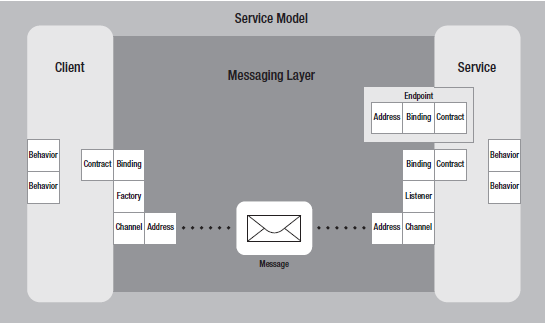 Service Model
Client
Messaging Layer
Service
Endpoint
Address Binding Contract
Behavior
Behavior
Contract Binding
Factory
Channel Address
Message
Binding Contract
Listener
Address Channel
Behavior
Behavior